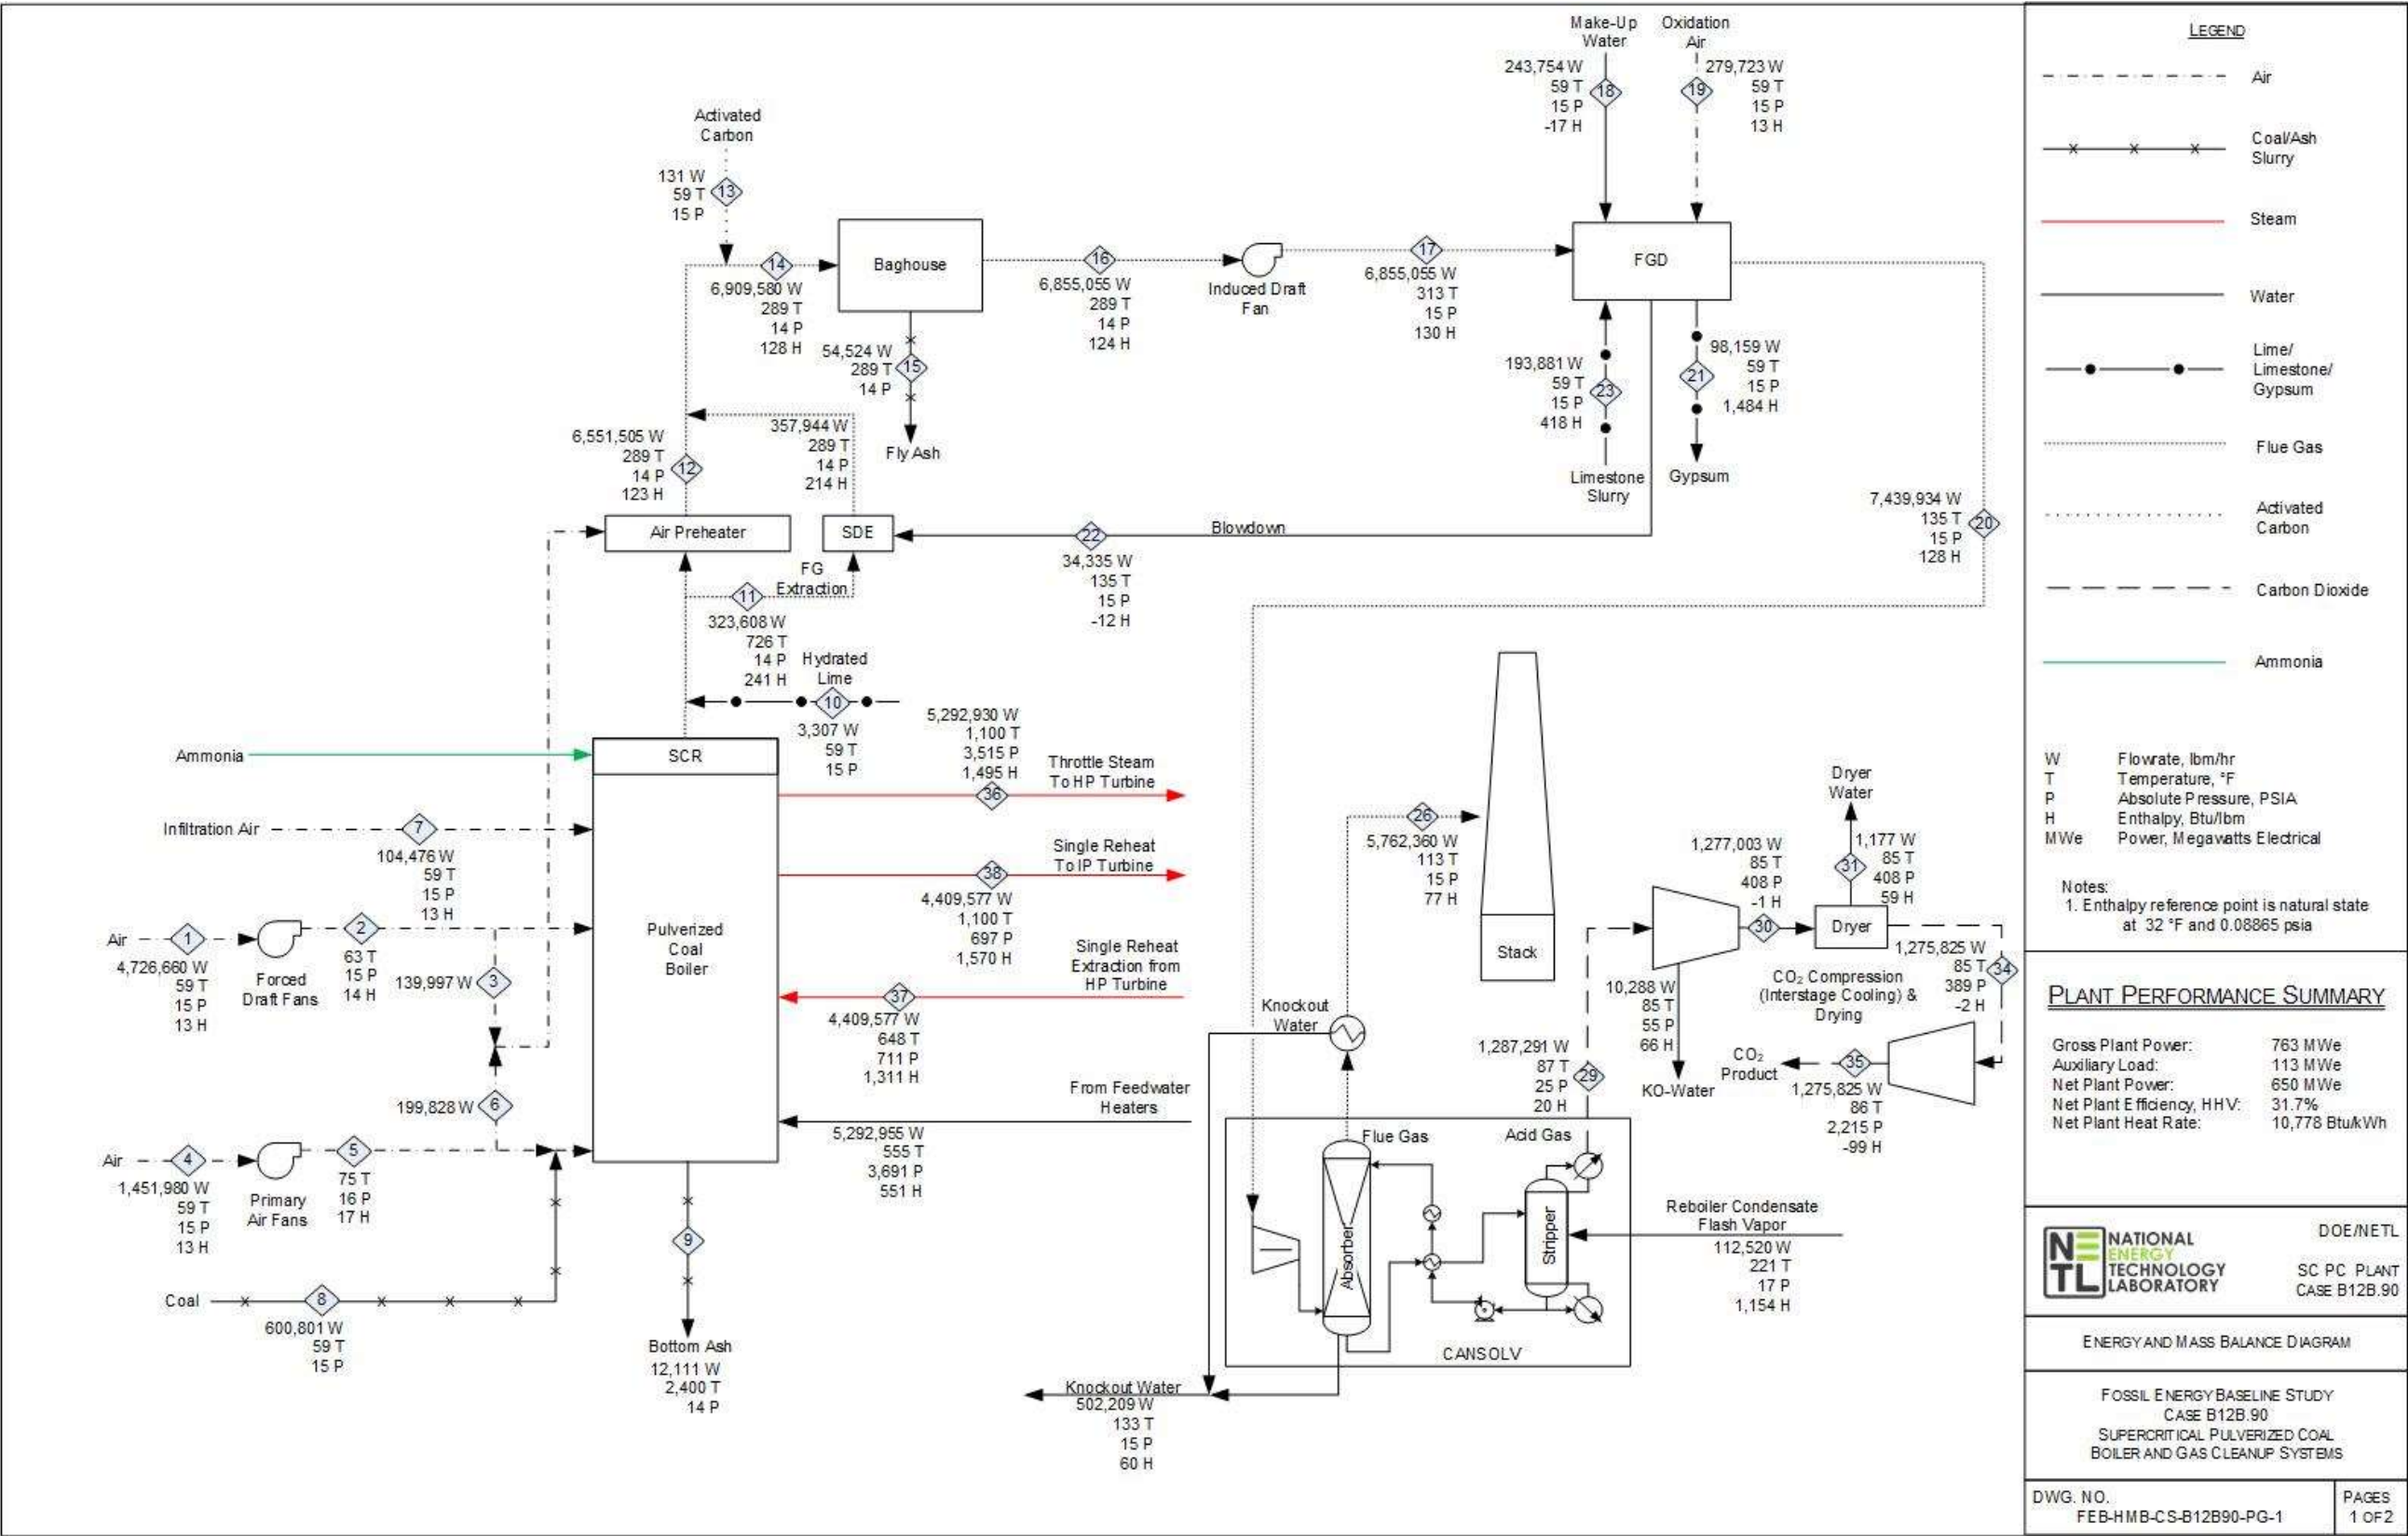 Make-Up
Water
243,754 W
59 T
15 P
-17 H
18
Oxidation
Air
279,723 W
59 T
15 P
13 H
19
Activated
Carbon
131 W
59 T
15 P
13
14
6,909,580 W
289 T
14 P
128 H
Baghouse
54,524 W
289 T
14 P
15
Fly Ash
16
6,855,055 W
289 T
14 P
124 H
Induced Draft
Fan
17
6,855,055 W
313 T
15 P
130 H
FGD
193,881 W
59 T
15 P
418 H
23
Limestone
Slurry
98,159 W
59 T
15 P
1,484 H
21
Gypsum
7,439,934 W
135 T
15 P
128 H
20
6,551,505 W
289 T
14 P
123 H
12
357,944 W
289 T
14 P
214 H
Air Preheater
SDE
22
Blowdown
34,335 W
135 T
15 P
-12 H
FG
Extraction
11
323,608 W
726 T
14 P
241 H
Hydrated
Lime
10
3,307 W
59 T
15 P
Ammonia
SCR
5,292,930 W
1,100 T
3,515 P
1,495 H
36
Throttle Steam
To HP Turbine
Infiltration Air
7
104,476 W
59 T
15 P
13 H
Single Reheat
To IP Turbine
38
4,409,577 W
1,100 T
697 P
1,570 H
Air
1
4,726,660 W
59 T
15 P
13 H
Forced
Draft Fans
2
63 T
15 P
14 H
139,997 W
3
Pulverized
Coal
Boiler
Single Reheat
Extraction from
HP Turbine
37
4,409,577 W
648 T
711 P
1,311 H
199,828 W
6
From Feedwater
Heaters
5,292,955 W
555 T
3,691 P
551 H
Air
4
1,451,980 W
59 T
15 P
13 H
Primary
Air Fans
5
75 T
16 P
17 H
Coal
8
600,801 W
59 T
15 P
9
Bottom Ash
12,111 W
2,400 T
14 P
26
5,762,360 W
113 T
15 P
77 H
Stack
Knockout
Water
1,287,291 W
87 T
25 P
20 H
29
Flue Gas
Acid Gas
Absorber
Stripper
CANSOLV
Reboiler Condensate
Flash Vapor
112,520 W
221 T
17 P
1,154 H
Knockout Water
502,209 W
133 T
15 P
60 H
1,277,003 W
85 T
408 P
-1 H
30
Dryer
Water
1,177 W
85 T
408 P
59 H
31
Dryer
10,288 W
85 T
55 P
66 H
KO-Water
CO₂ Compression
(Interstage Cooling) &
Drying
1,275,825 W
85 T
389 P
-2 H
34
CO₂
Product
35
1,275,825 W
86 T
2,215 P
-99 H
LEGEND
Air
Coal/Ash
Slurry
Steam
Water
Lime/
Limestone/
Gypsum
Flue Gas
Activated
Carbon
Carbon Dioxide
Ammonia
W Flowrate, lbm/hr
T Temperature, °F
P Absolute Pressure, PSIA
H Enthalpy, Btu/lbm
MWe Power, Megawatts Electrical
Notes:
1. Enthalpy reference point is natural state
at 32 °F and 0.08865 psia
PLANT PERFORMANCE SUMMARY
Gross Plant Power: 763 MWe
Auxiliary Load: 113 MWe
Net Plant Power: 650 MWe
Net Plant Efficiency, HHV: 31.7%
Net Plant Heat Rate: 10,778 Btu/kWh
NETL
NATIONAL
ENERGY
TECHNOLOGY
LABORATORY
DOE/NETL
SC PC PLANT
CASE B12B.90
ENERGY AND MASS BALANCE DIAGRAM
FOSSIL ENERGY BASELINE STUDY
CASE B12B.90
SUPERCRITICAL PULVERIZED COAL
BOILER AND GAS CLEANUP SYSTEMS
DWG. NO.
FEB-HMB-CS-B12B90-PG-1
PAGES
1 OF 2